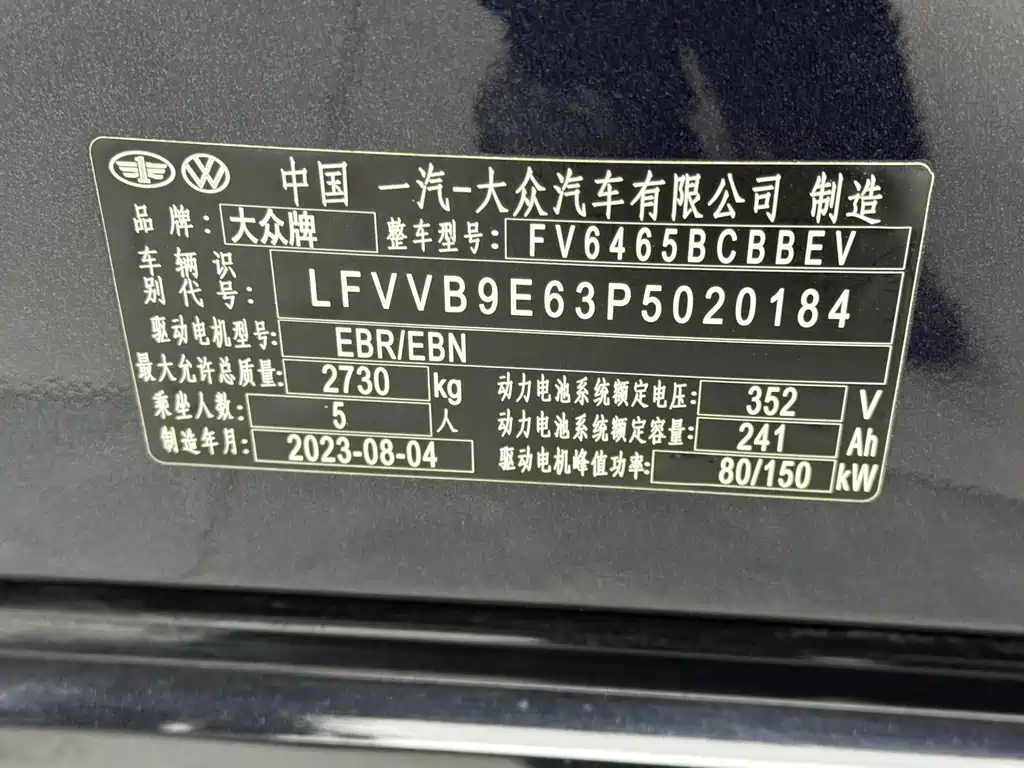 中国 一汽-大众汽车有限公司 制造
品牌: 大众牌 整车型号: FV6465BCBBEV
车辆识别代号: LFVVB9E63P5020184
驱动电机型号: EBR/EBN
最大允许总质量: 2730 kg 动力电池系统额定电压: 352 V
乘坐人数: 5 人 动力电池系统额定容量: 241 Ah
制造年月: 2023-08-04 驱动电机峰值功率: 80/150 kW